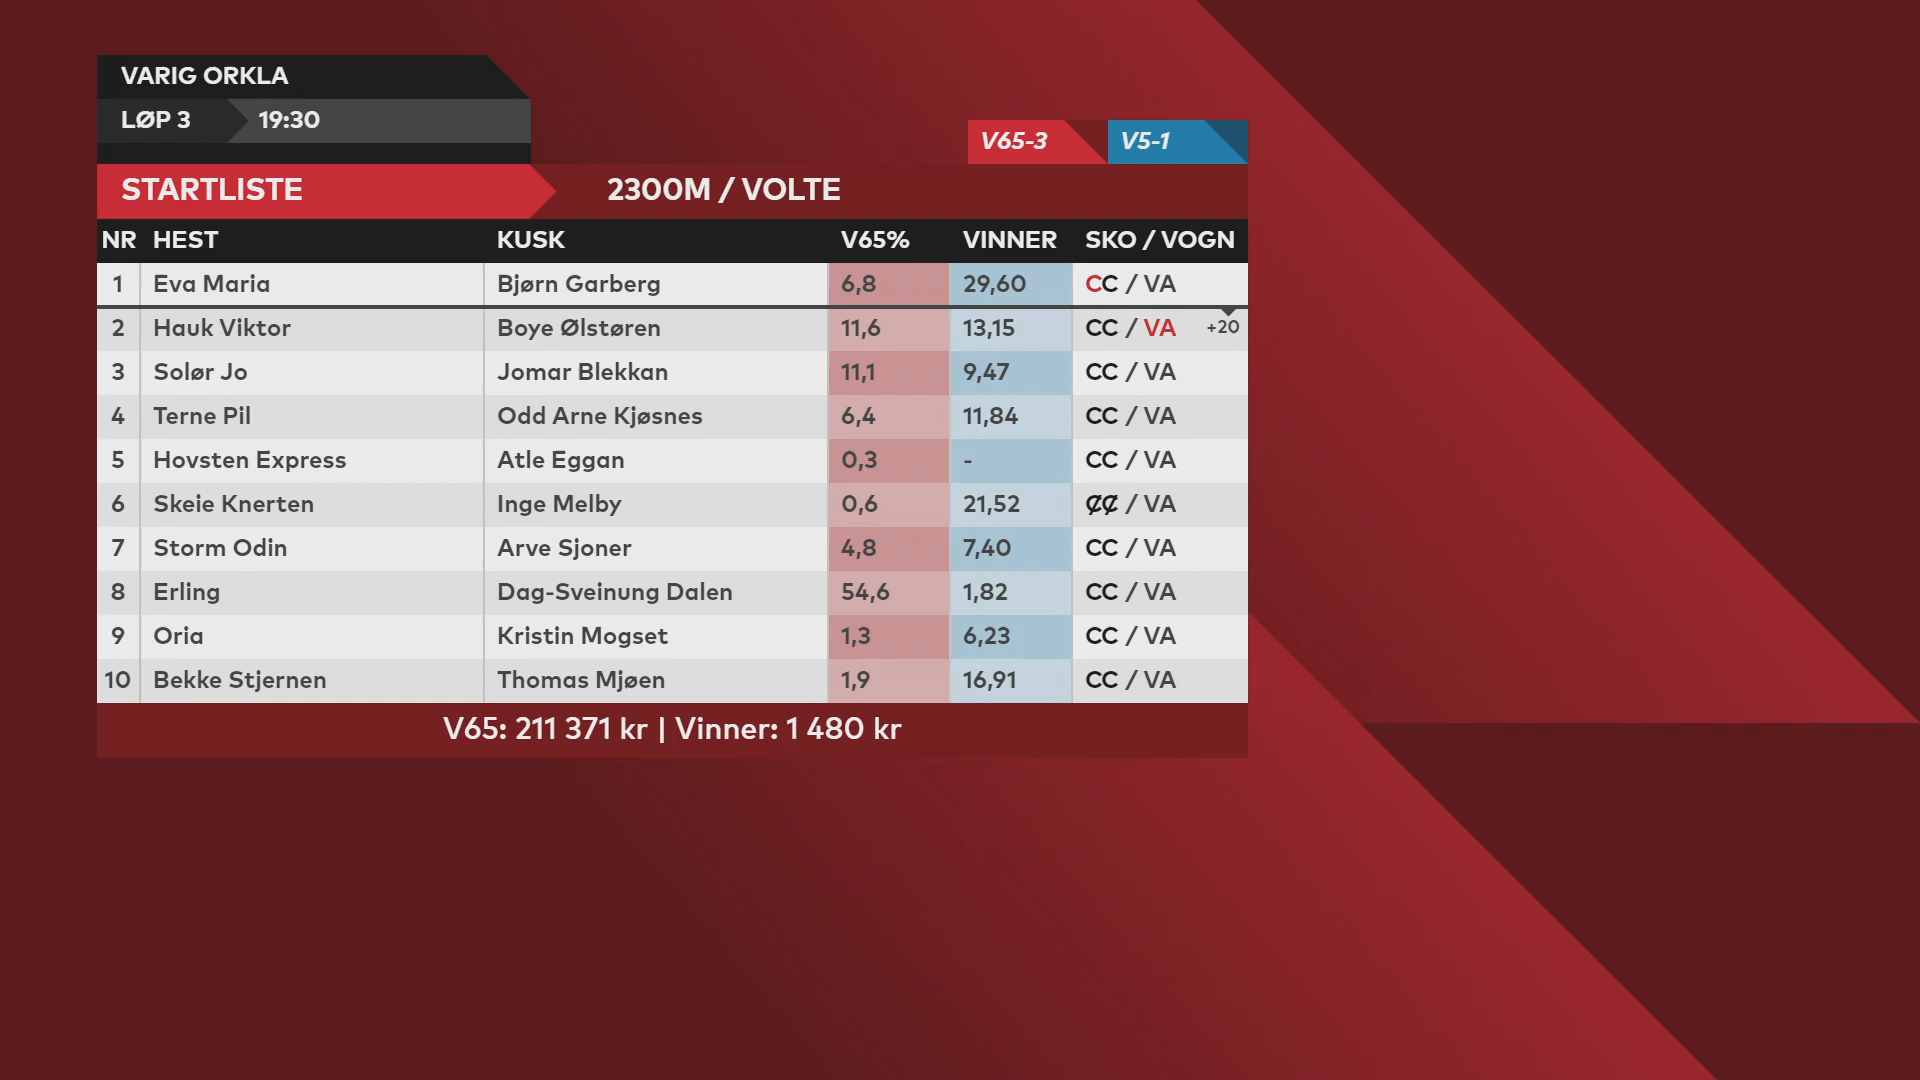 VARIG ORKLA
LØP 3 19:30
V65-3 V5-1
STARTLISTE 2300M / VOLTE
NR HEST KUSK V65% VINNER SKO / VOGN
1 Eva Maria Bjørn Garberg 6,8 29,60 CC / VA
2 Hauk Viktor Boye Ølstøren 11,6 13,15 CC / VA +20
3 Solør Jo Jomar Blekkan 11,1 9,47 CC / VA
4 Terne Pil Odd Arne Kjøsnes 6,4 11,84 CC / VA
5 Hovsten Express Atle Eggan 0,3 - CC / VA
6 Skeie Knerten Inge Melby 0,6 21,52 ȻȻ / VA
7 Storm Odin Arve Sjoner 4,8 7,40 CC / VA
8 Erling Dag-Sveinung Dalen 54,6 1,82 CC / VA
9 Oria Kristin Mogset 1,3 6,23 CC / VA
10 Bekke Stjernen Thomas Mjøen 1,9 16,91 CC / VA
V65: 211 371 kr | Vinner: 1 480 kr